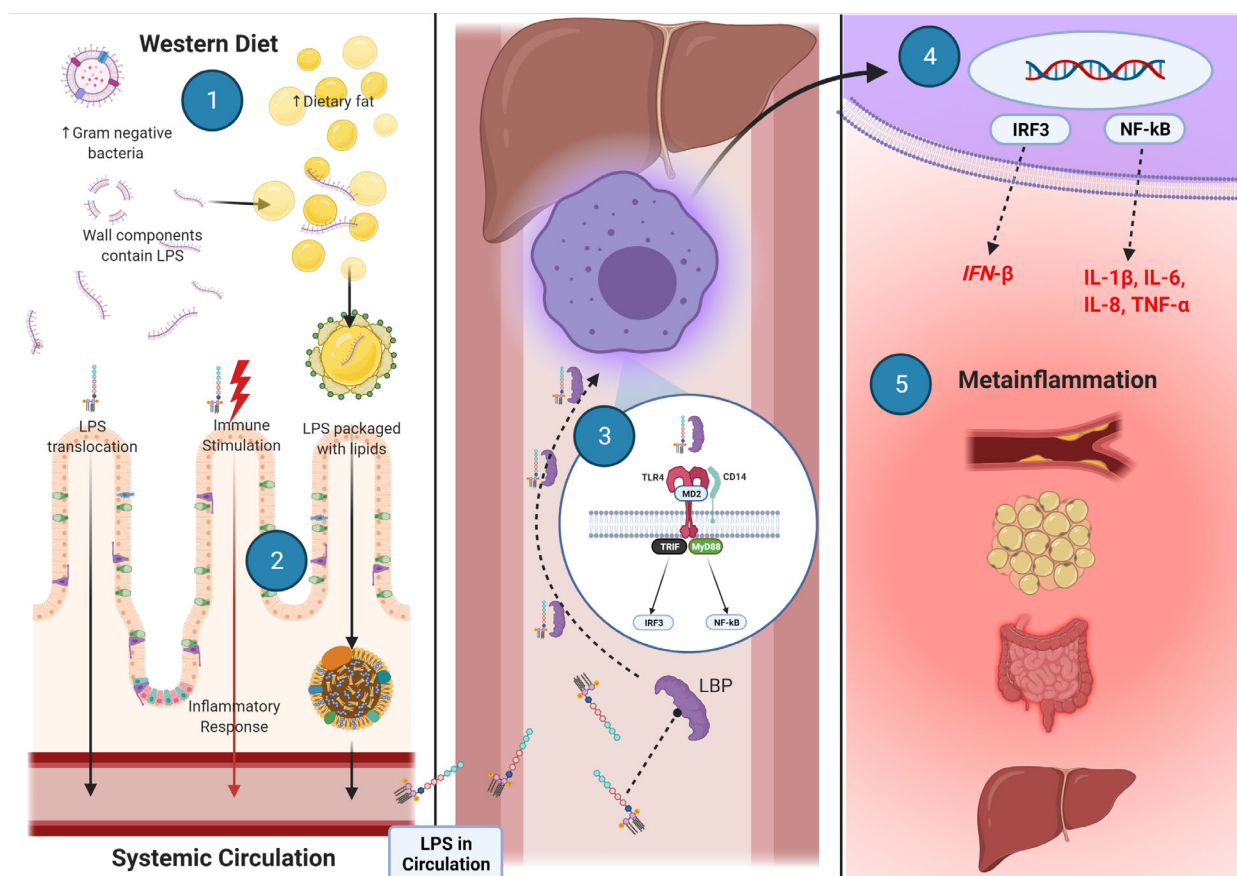 Western Diet
1
↑ Dietary fat
↑ Gram negative
bacteria
Wall components
contain LPS
LPS
translocation
Immune
Stimulation
LPS packaged
with lipids
2
Inflammatory
Response
Systemic Circulation
LPS in
Circulation
3
TLR4
CD14
MD2
TRIF
MyD88
IRF3
NF-kB
LBP
4
IRF3
NF-kB
IFN-β
IL-1β, IL-6,
IL-8, TNF-α
5
Metainflammation